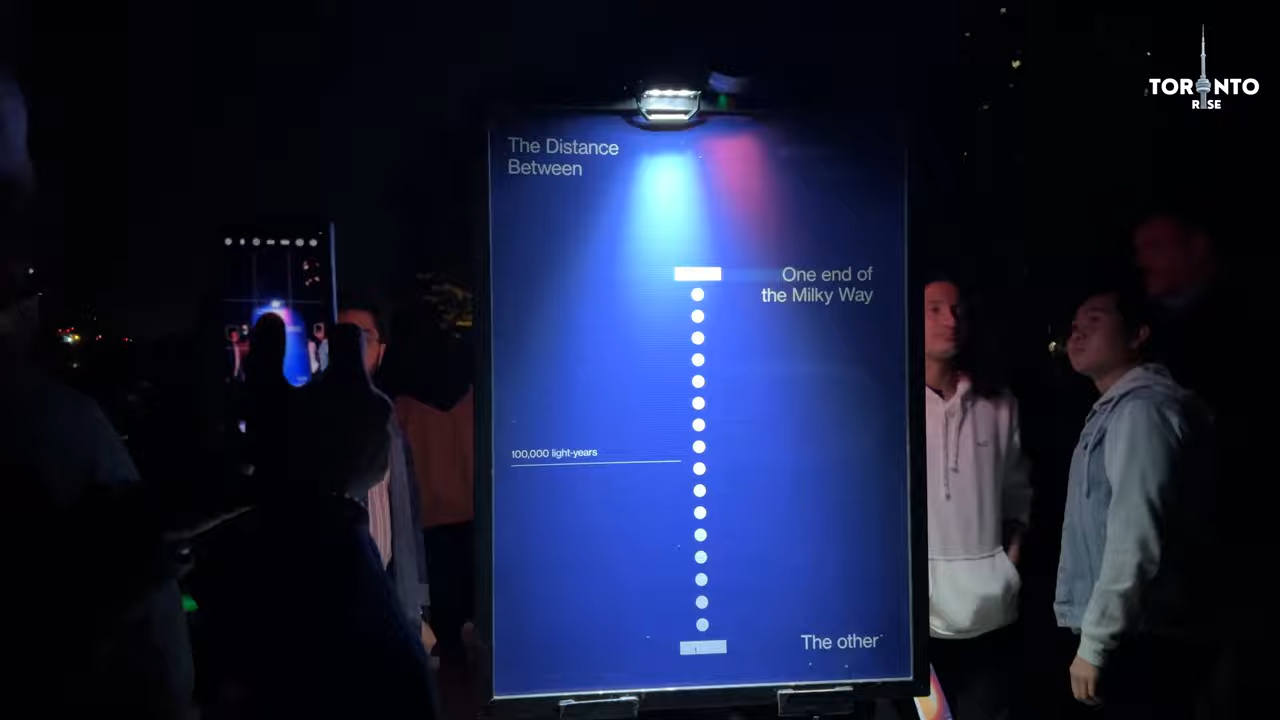 TORONTO
RISE
The Distance
Between
One end of
the Milky Way
100,000 light-years
The other